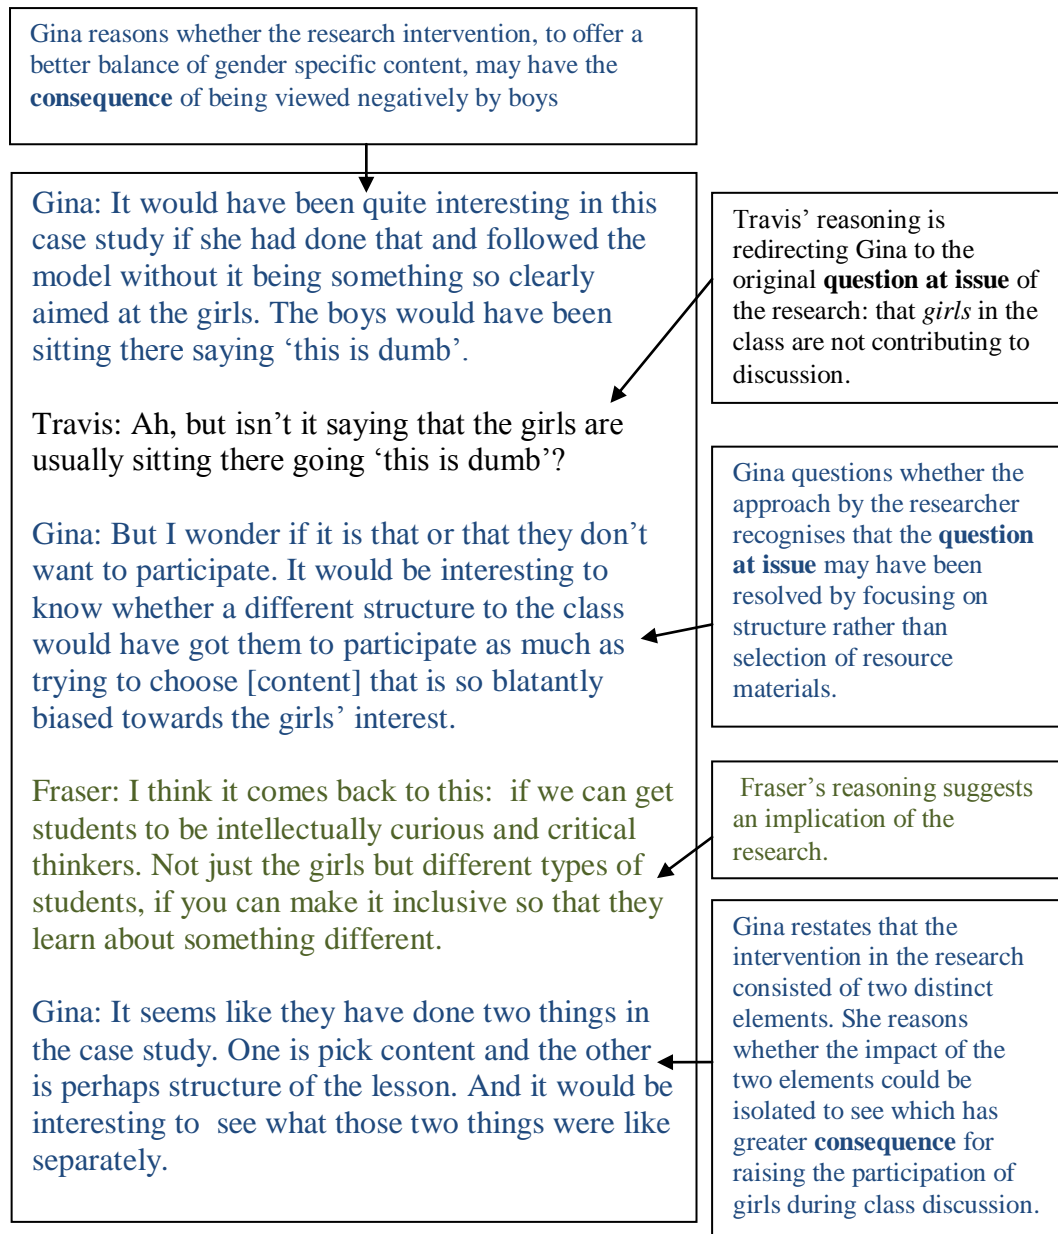 Gina reasons whether the research intervention, to offer a
better balance of gender specific content, may have the
consequence of being viewed negatively by boys
Gina: It would have been quite interesting in this
case study if she had done that and followed the
model without it being something so clearly
aimed at the girls. The boys would have been
sitting there saying ‘this is dumb’.
Travis: Ah, but isn’t it saying that the girls are
usually sitting there going ‘this is dumb’?
Gina: But I wonder if it is that or that they don’t
want to participate. It would be interesting to
know whether a different structure to the class
would have got them to participate as much as
trying to choose [content] that is so blatantly
biased towards the girls’ interest.
Fraser: I think it comes back to this: if we can get
students to be intellectually curious and critical
thinkers. Not just the girls but different types of
students, if you can make it inclusive so that they
learn about something different.
Gina: It seems like they have done two things in
the case study. One is pick content and the other
is perhaps structure of the lesson. And it would be
interesting to see what those two things were like
separately.
Travis’ reasoning is
redirecting Gina to the
original question at issue of
the research: that girls in the
class are not contributing to
discussion.
Gina questions whether the
approach by the researcher
recognises that the question
at issue may have been
resolved by focusing on
structure rather than
selection of resource
materials.
Fraser’s reasoning suggests
an implication of the
research.
Gina restates that the
intervention in the research
consisted of two distinct
elements. She reasons
whether the impact of the
two elements could be
isolated to see which has
greater consequence for
raising the participation of
girls during class discussion.